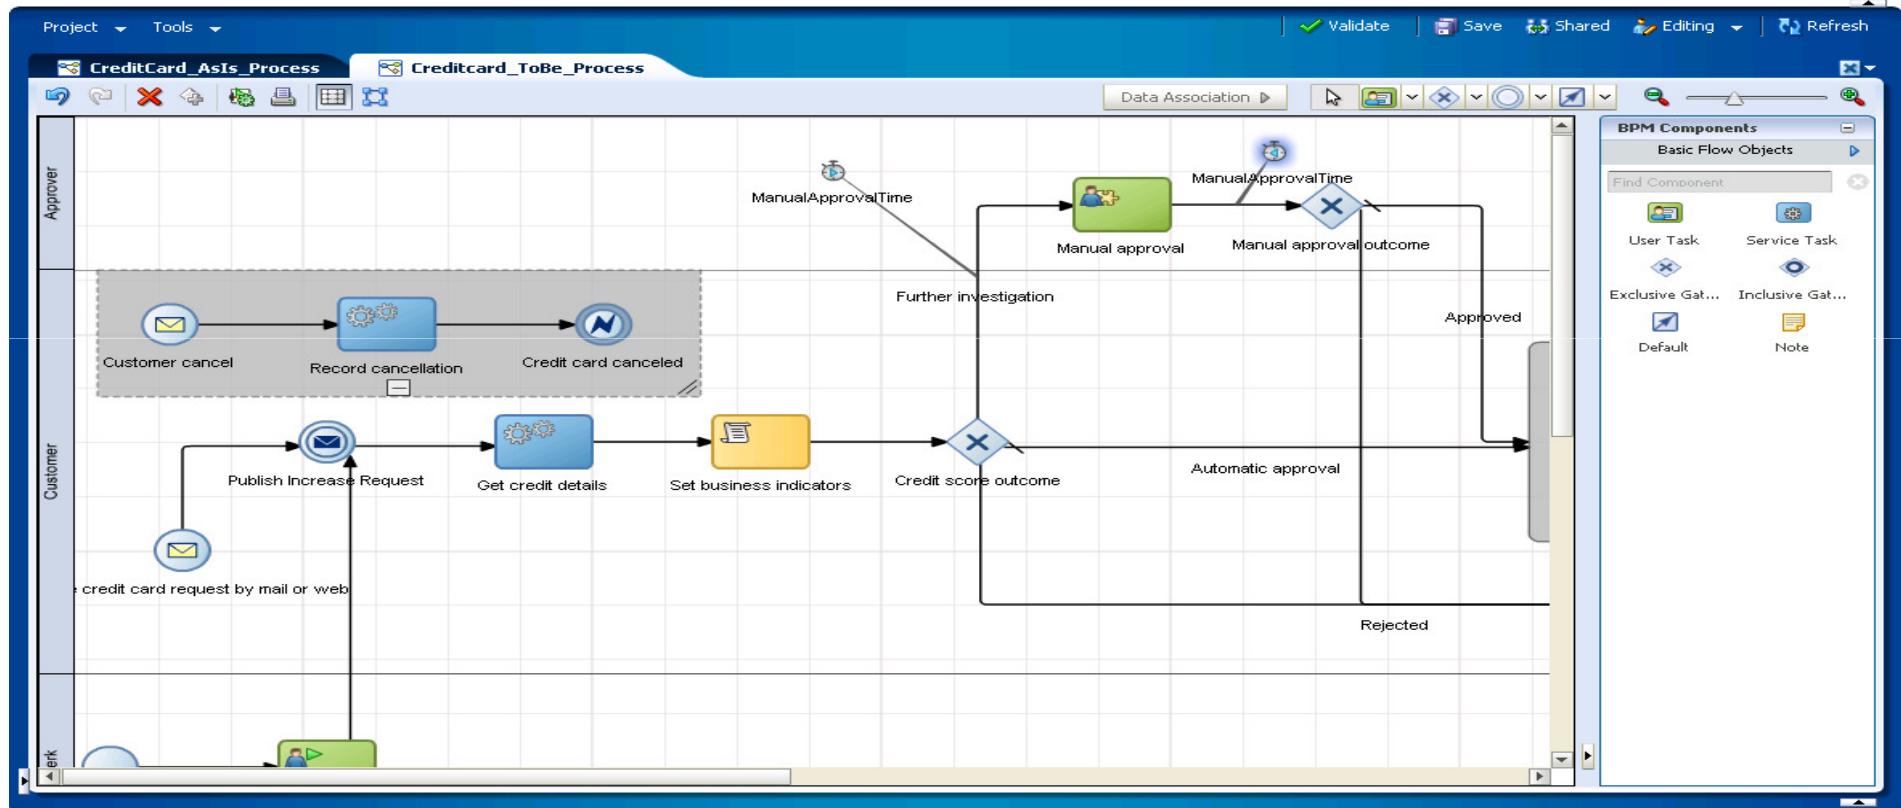 Project
Tools
Validate
Save
Shared
Editing
Refresh
CreditCard_AsIs_Process
Creditcard_ToBe_Process
Data Association
BPM Components
Basic Flow Objects
Find Component
User Task
Service Task
Exclusive Gat...
Inclusive Gat...
Default
Note
Approver
ManualApprovalTime
ManualApprovalTime
Manual approval
Manual approval outcome
Further investigation
Approved
Customer
Customer cancel
Record cancellation
Credit card canceled
Publish Increase Request
Get credit details
Set business indicators
Credit score outcome
Automatic approval
credit card request by mail or web
Rejected
erk